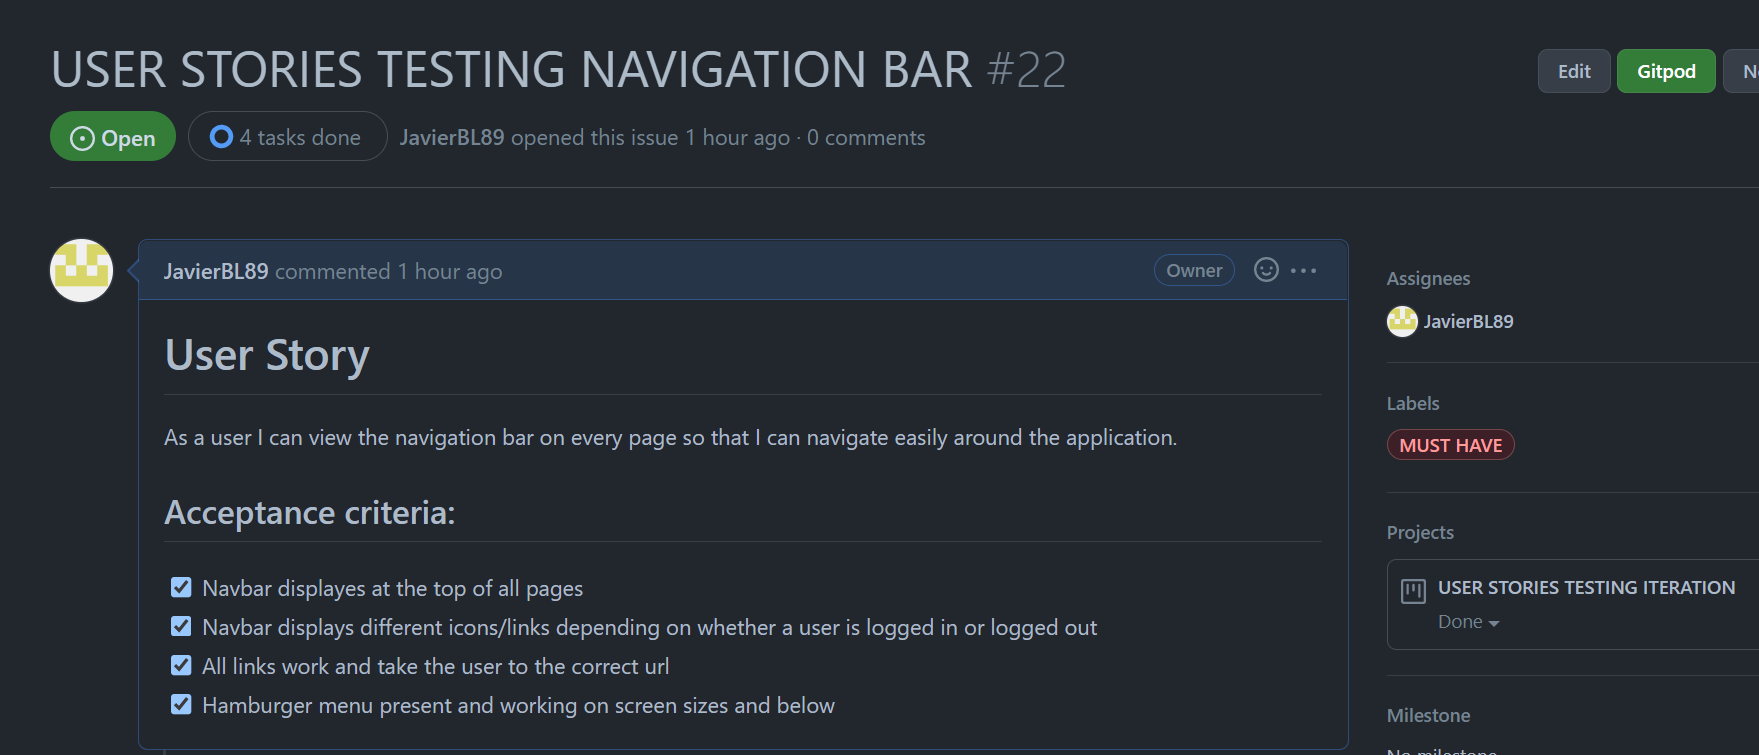 USER STORIES TESTING NAVIGATION BAR #22
Edit
Gitpod
Open
4 tasks done
JavierBL89 opened this issue 1 hour ago · 0 comments
JavierBL89 commented 1 hour ago
Owner
User Story
As a user I can view the navigation bar on every page so that I can navigate easily around the application.
Acceptance criteria:
Navbar displayes at the top of all pages
Navbar displays different icons/links depending on whether a user is logged in or logged out
All links work and take the user to the correct url
Hamburger menu present and working on screen sizes and below
Assignees
JavierBL89
Labels
MUST HAVE
Projects
USER STORIES TESTING ITERATION
Done
Milestone
No milestone